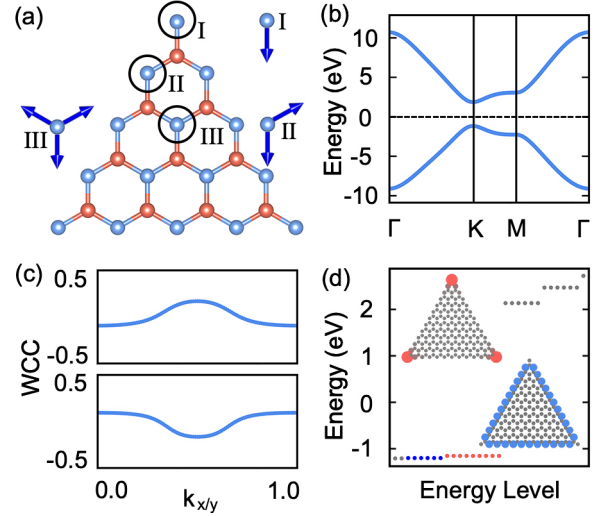 (a)
I
I
II
III
III
II
(b)
Energy (eV)
10
5
0
-5
-10
Γ
K
M
Γ
(c)
WCC
0.5
-0.5
0.5
-0.5
0.0
k x/y
1.0
(d)
Energy (eV)
2
1
0
-1
Energy Level